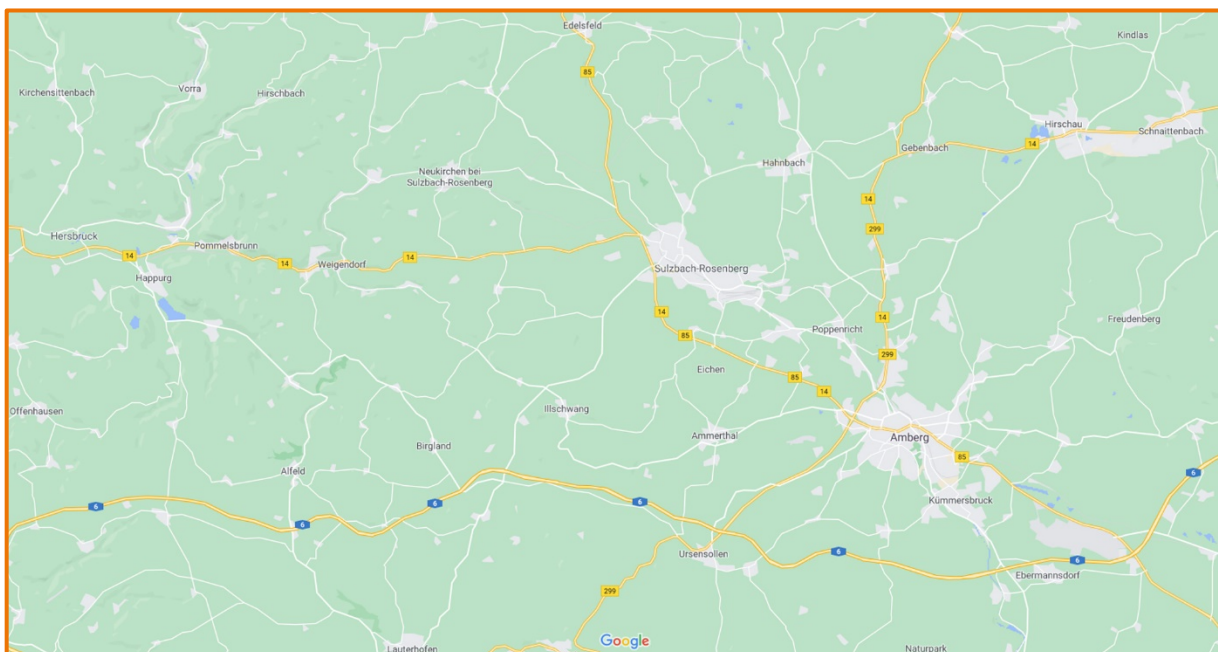 Edelsfeld
Kindlas
85
Kirchensittenbach
Vorra
Hirschbach
Hirschau
Schnaittenbach
14
14
Gebenbach
Hahnbach
Neukirchen bei
Sulzbach-Rosenberg
14
299
Hersbruck
Pommelsbrunn
14
14
14
Weigendorf
Sulzbach-Rosenberg
Happurg
14
14
85
Poppenricht
Freudenberg
299
Eichen
85
14
Offenhausen
Illschwang
Ammerthal
Amberg
Birgland
85
Alfeld
6
6
6
6
6
Kümmersbruck
Ursensollen
6
6
Ebermannsdorf
299
Google
Lauterhofen
Naturpark